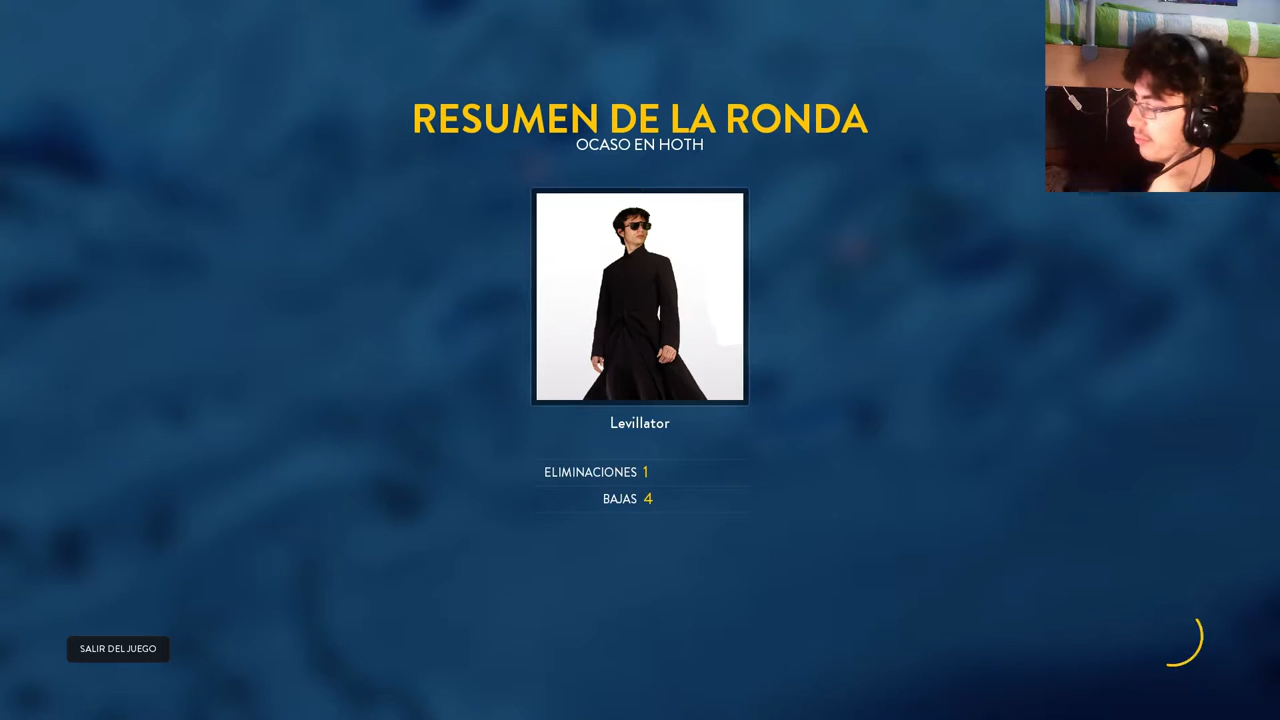 RESUMEN DE LA RONDA
OCASO EN HOTH
Levillator
ELIMINACIONES 1
BAJAS 4
SALIR DEL JUEGO